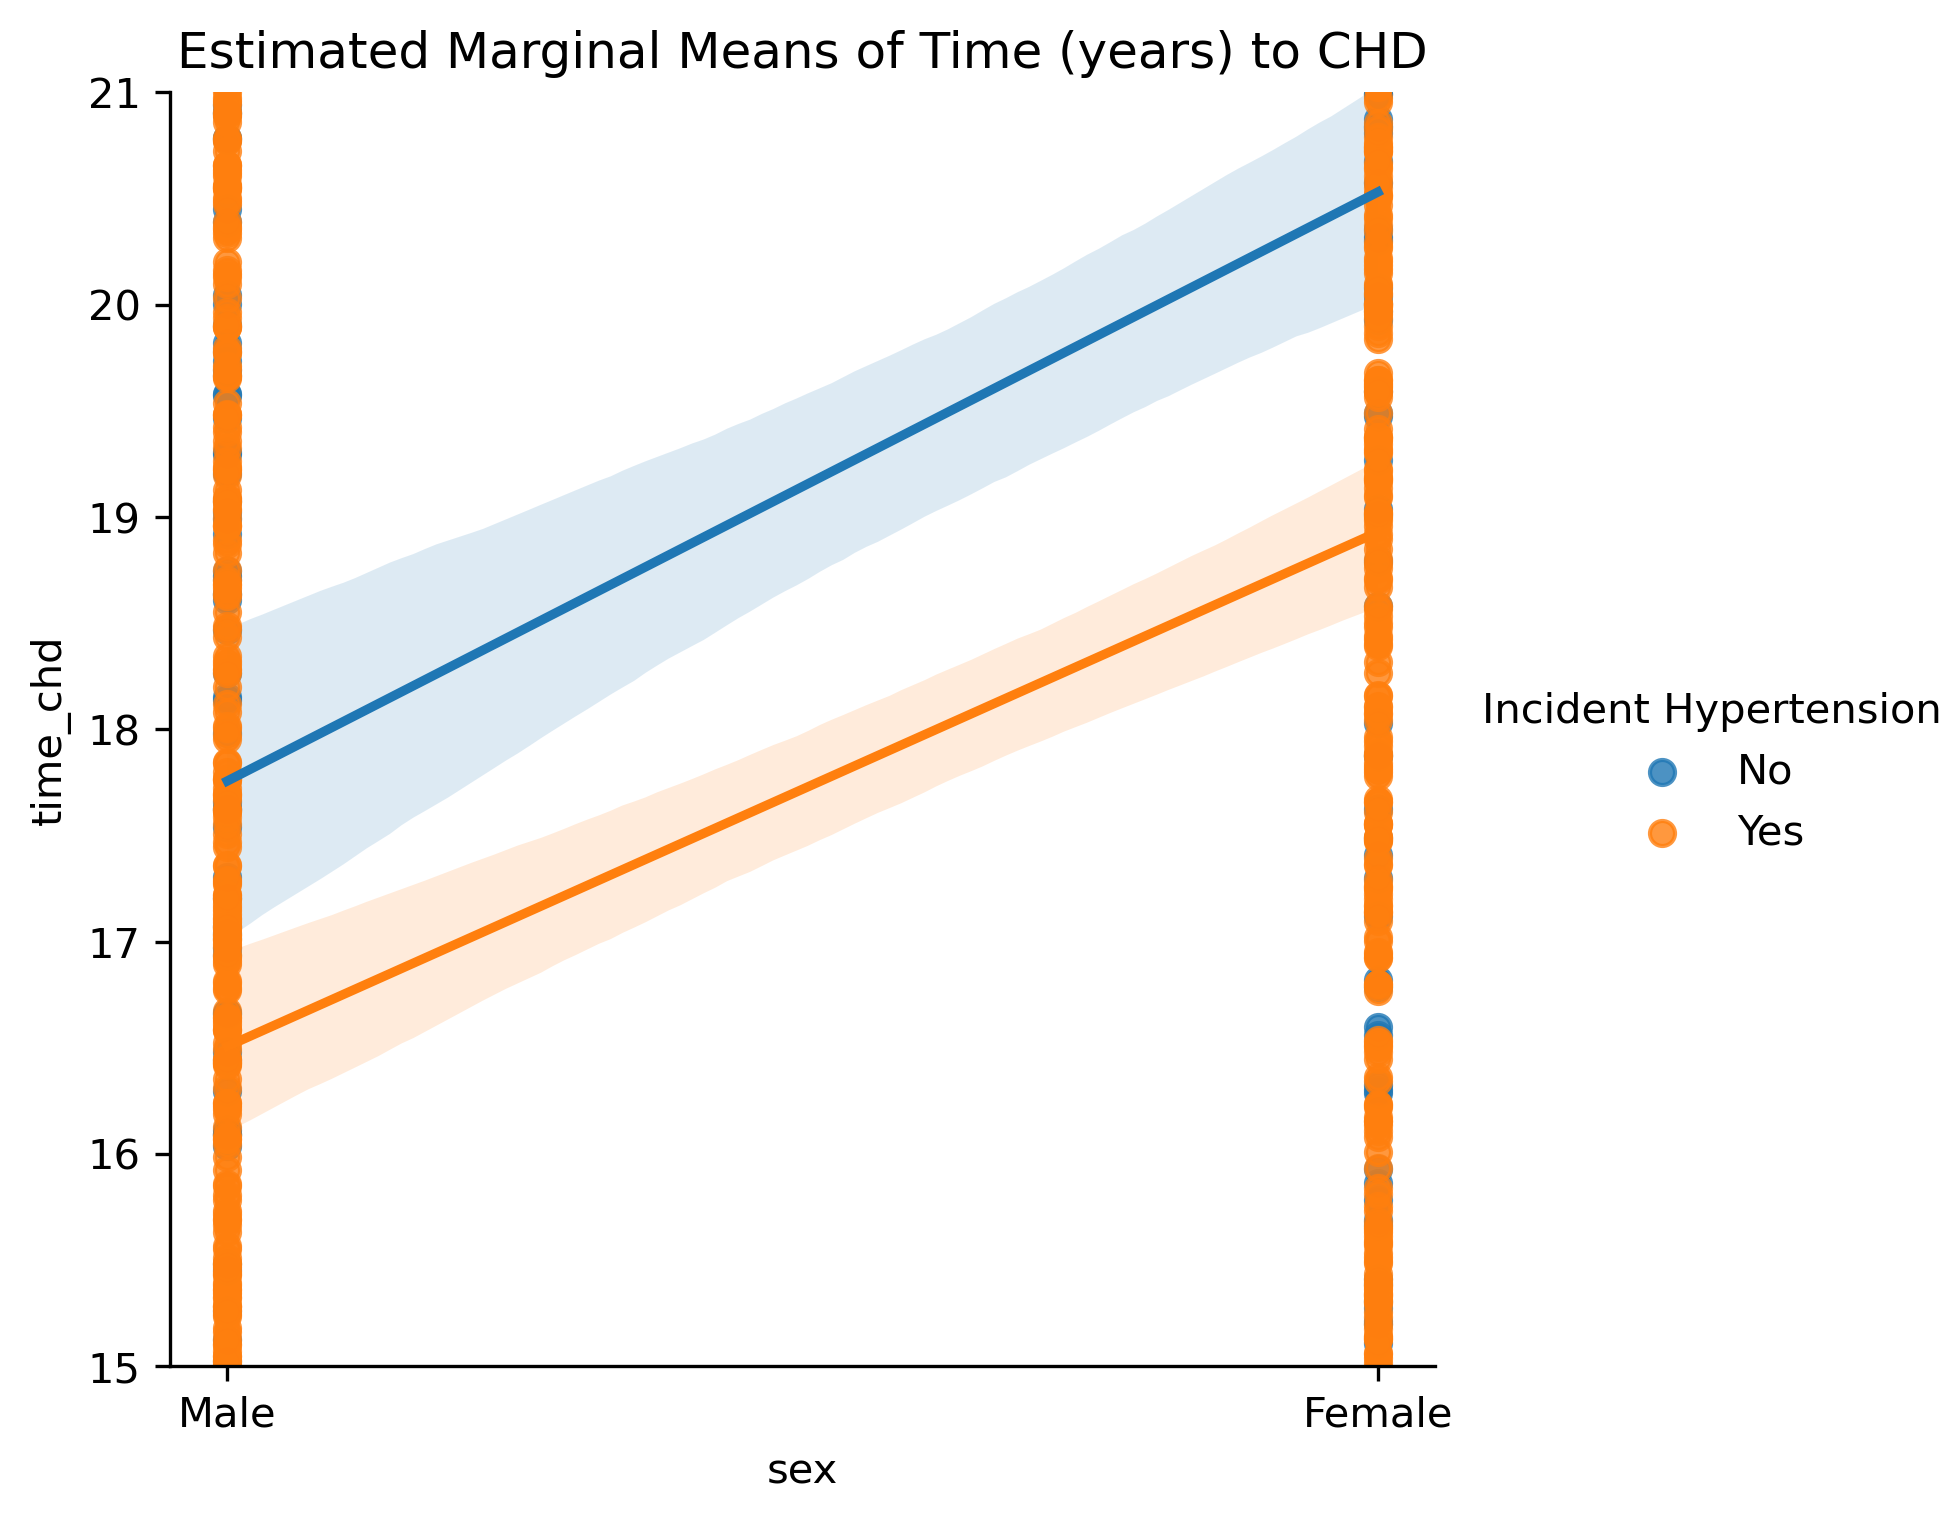 Estimated Marginal Means of Time (years) to CHD
21
20
19
18
17
16
15
time_chd
Male
Female
sex
Incident Hypertension
No
Yes